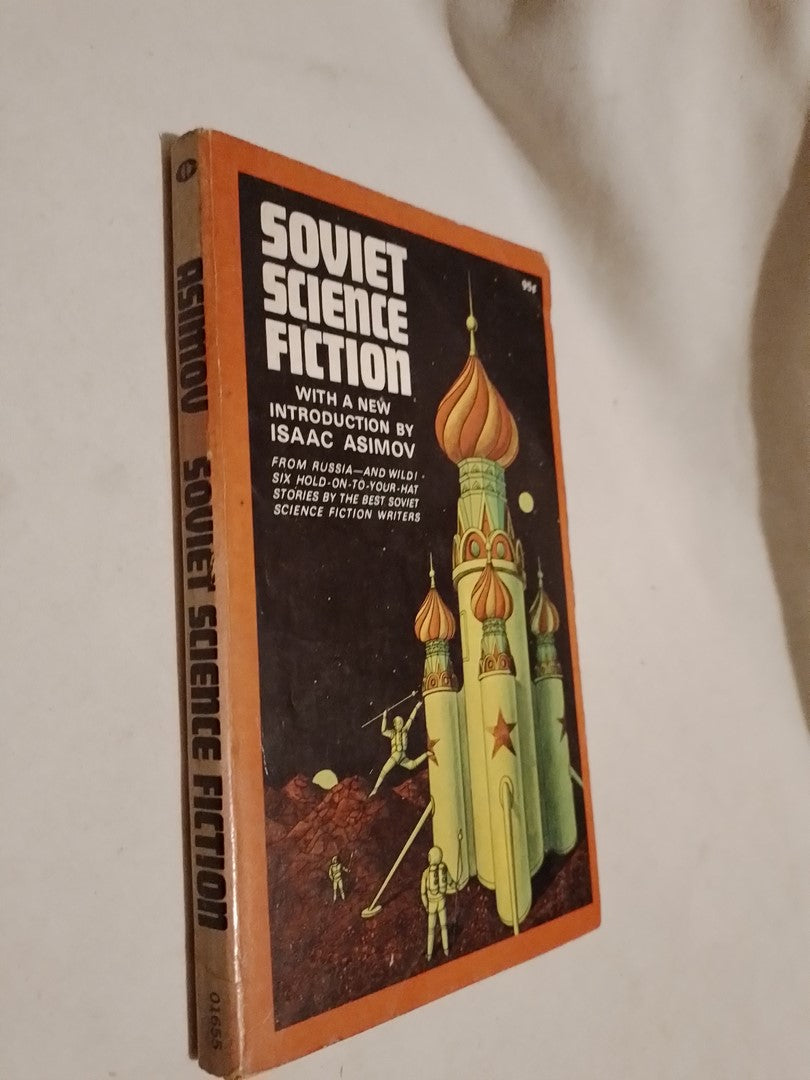 SOVIET
SCIENCE
FICTION
WITH A NEW
INTRODUCTION BY
ISAAC ASIMOV
FROM RUSSIA—AND WILD!
SIX HOLD-ON-TO-YOUR-HAT
STORIES BY THE BEST SOVIET
SCIENCE FICTION WRITERS
95¢
ASIMOV SOVIET SCIENCE FICTION 01655